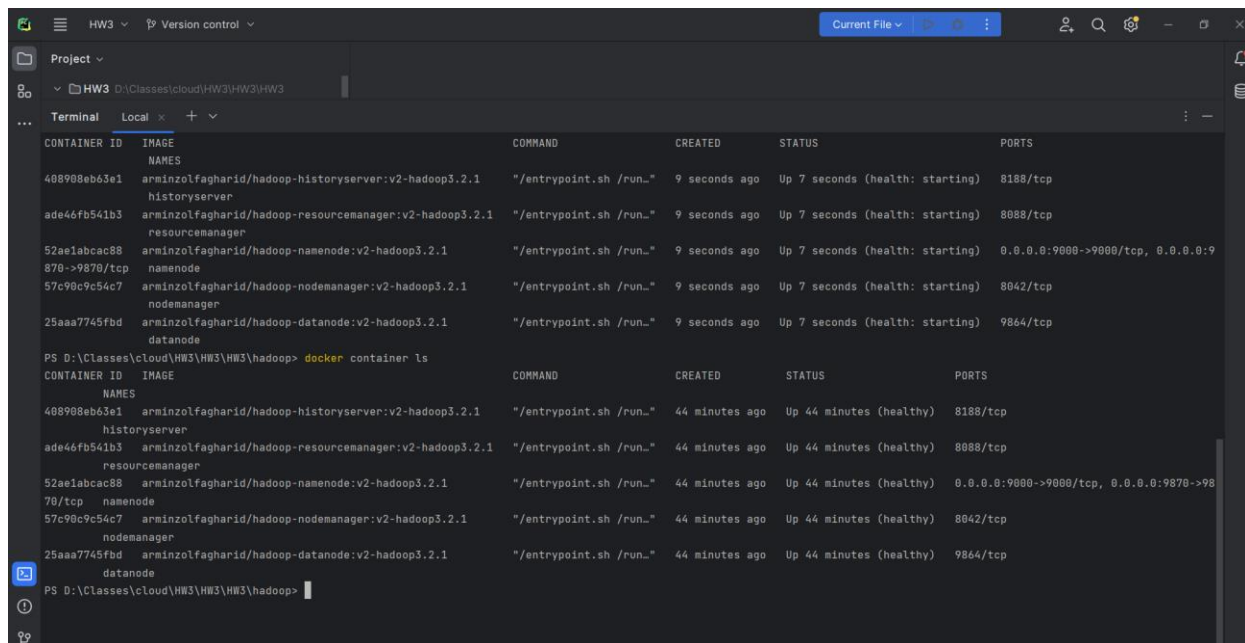 HW3 Version control Current File
Project
HW3 D:\Classes\cloud\HW3\HW3\HW3
Terminal Local
CONTAINER ID IMAGE COMMAND CREATED STATUS PORTS
NAMES
408908eb63e1 arminzolfagharid/hadoop-historyserver:v2-hadoop3.2.1 "/entrypoint.sh /run…" 9 seconds ago Up 7 seconds (health: starting) 8188/tcp
historyserver
ade46fb541b3 arminzolfagharid/hadoop-resourcemanager:v2-hadoop3.2.1 "/entrypoint.sh /run…" 9 seconds ago Up 7 seconds (health: starting) 8088/tcp
resourcemanager
52ae1abcac88 arminzolfagharid/hadoop-namenode:v2-hadoop3.2.1 "/entrypoint.sh /run…" 9 seconds ago Up 7 seconds (health: starting) 0.0.0.0:9000->9000/tcp, 0.0.0.0:9
870->9870/tcp namenode
57c90c9c54c7 arminzolfagharid/hadoop-nodemanager:v2-hadoop3.2.1 "/entrypoint.sh /run…" 9 seconds ago Up 7 seconds (health: starting) 8042/tcp
nodemanager
25aaa7745fbd arminzolfagharid/hadoop-datanode:v2-hadoop3.2.1 "/entrypoint.sh /run…" 9 seconds ago Up 7 seconds (health: starting) 9864/tcp
datanode
PS D:\Classes\cloud\HW3\HW3\HW3\hadoop> docker container ls
CONTAINER ID IMAGE COMMAND CREATED STATUS PORTS
NAMES
408908eb63e1 arminzolfagharid/hadoop-historyserver:v2-hadoop3.2.1 "/entrypoint.sh /run…" 44 minutes ago Up 44 minutes (healthy) 8188/tcp
historyserver
ade46fb541b3 arminzolfagharid/hadoop-resourcemanager:v2-hadoop3.2.1 "/entrypoint.sh /run…" 44 minutes ago Up 44 minutes (healthy) 8088/tcp
resourcemanager
52ae1abcac88 arminzolfagharid/hadoop-namenode:v2-hadoop3.2.1 "/entrypoint.sh /run…" 44 minutes ago Up 44 minutes (healthy) 0.0.0.0:9000->9000/tcp, 0.0.0.0:9870->98
70/tcp namenode
57c90c9c54c7 arminzolfagharid/hadoop-nodemanager:v2-hadoop3.2.1 "/entrypoint.sh /run…" 44 minutes ago Up 44 minutes (healthy) 8042/tcp
nodemanager
25aaa7745fbd arminzolfagharid/hadoop-datanode:v2-hadoop3.2.1 "/entrypoint.sh /run…" 44 minutes ago Up 44 minutes (healthy) 9864/tcp
datanode
PS D:\Classes\cloud\HW3\HW3\HW3\hadoop>